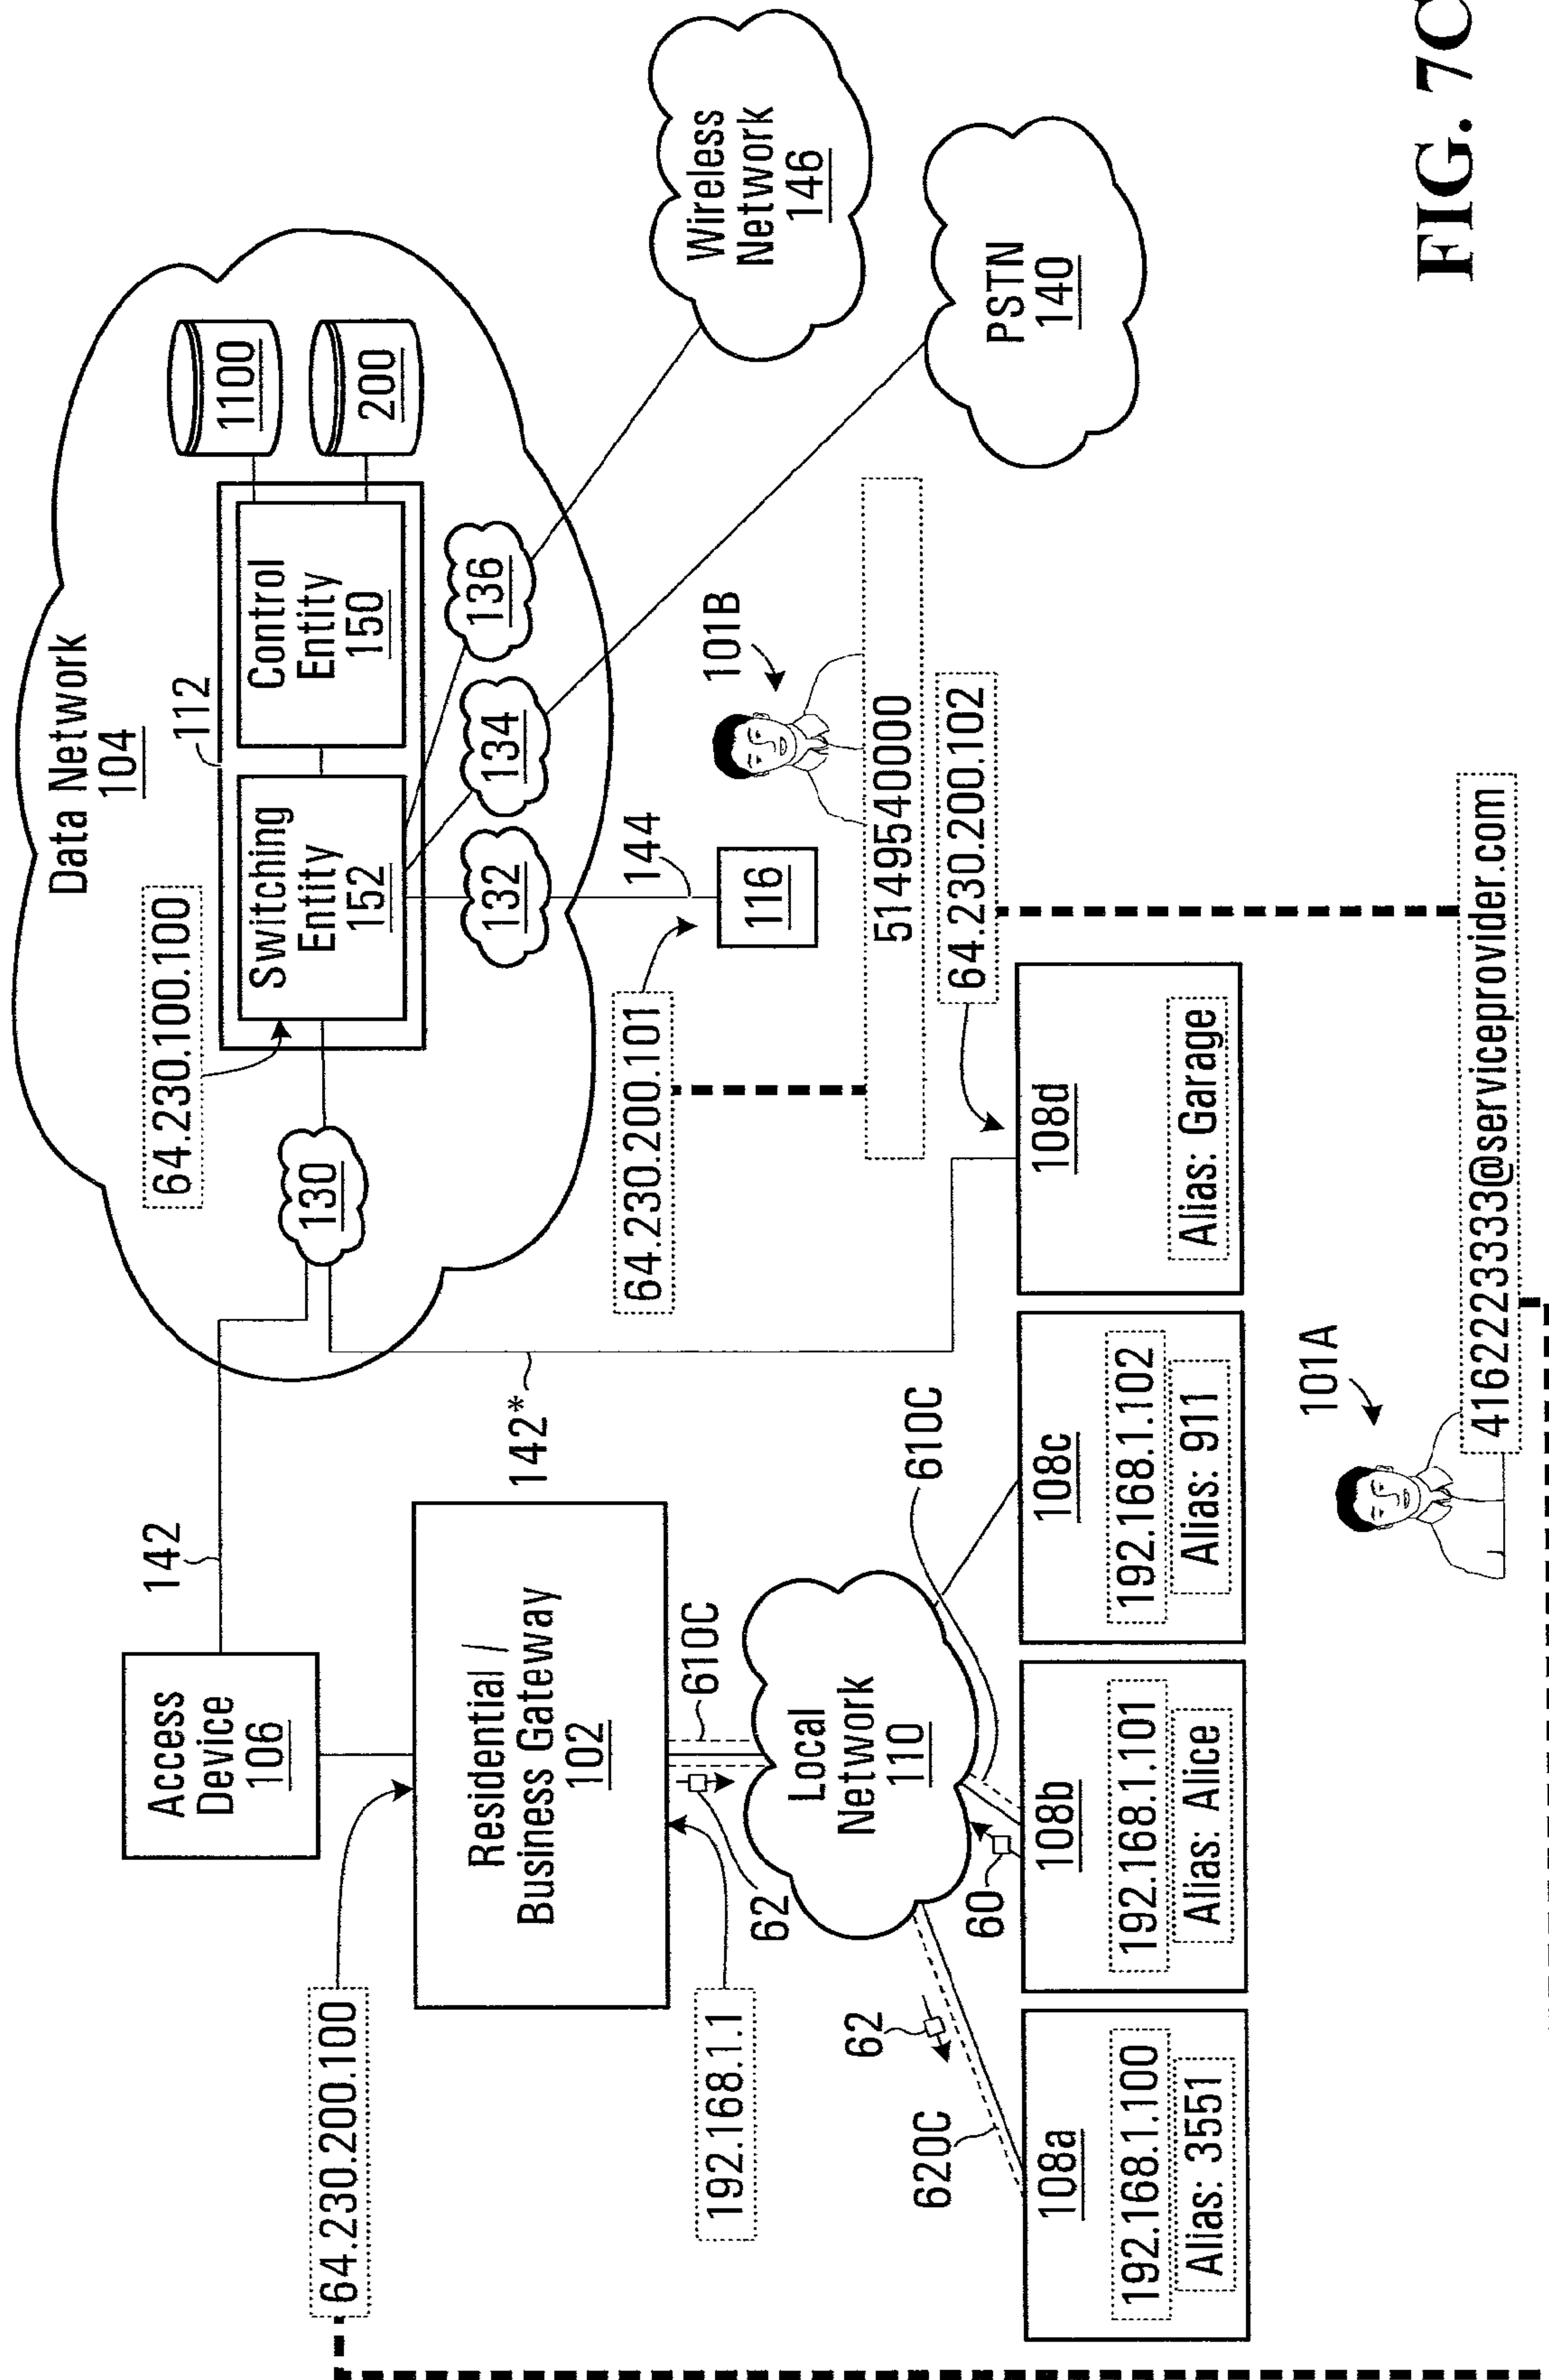 Data Network
104
112
64.230.100.100
Switching
Entity
152
Control
Entity
150
1100
200
130
132
134
136
Wireless
Network
146
PSTN
140
142
142*
144
116
64.230.200.101
101B
5149540000
64.230.200.102
Access
Device
106
64.230.200.100
Residential /
Business Gateway
102
192.168.1.1
62
610C
Local
Network
110
610C
62
620C
60
108a
192.168.1.100
Alias: 3551
108b
192.168.1.101
Alias: Alice
108c
192.168.1.102
Alias: 911
108d
Alias: Garage
101A
4162223333@serviceprovider.com
FIG. 7C